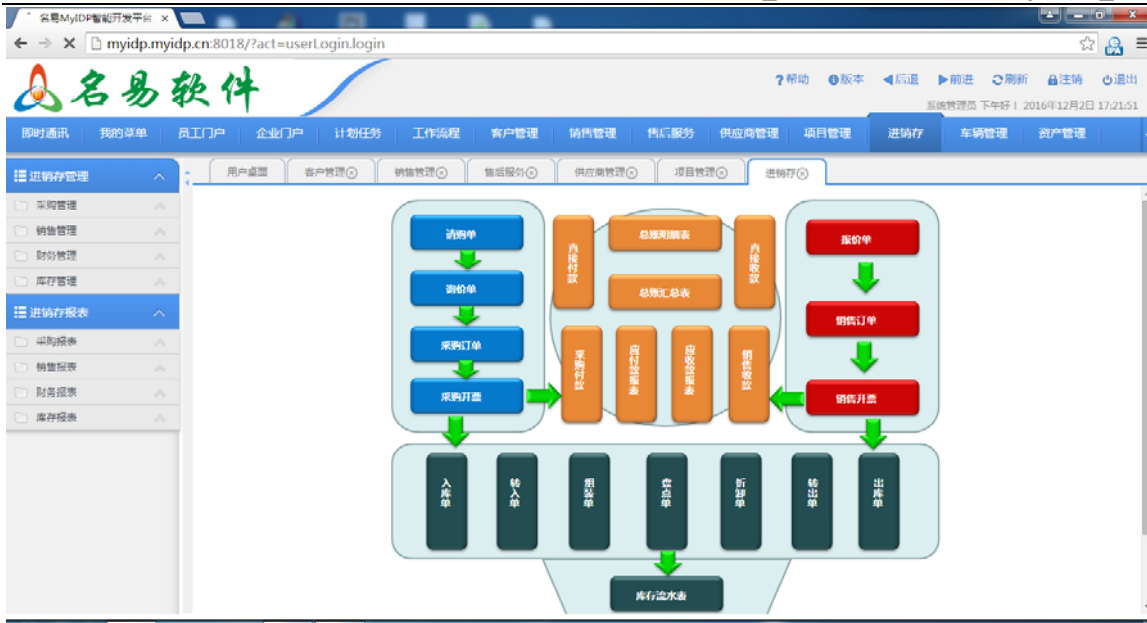 名易MyIDP智能开发平台 ×
myidp.myidp.cn:8018/?act=userLogin.login
名易软件
?帮助 版本 后退 前进 刷新 注销 退出
系统管理员 下午好！ 2016年12月2日 17:21:51
即时通讯 我的菜单 员工门户 企业门户 计划任务 工作流程 客户管理 销售管理 售后服务 供应商管理 项目管理 进销存 车辆管理 资产管理
进销存管理
采购管理
销售管理
财务管理
库存管理
进销存报表
采购报表
销售报表
财务报表
库存报表
用户桌面 客户管理 销售管理 售后服务 供应商管理 项目管理 进销存
请购单
询价单
采购订单
采购开票
直接付款
总账明细表
总账汇总表
直接收款
采购付款
应付款报表
应收款报表
销售收款
报价单
销售订单
销售开票
入库单
转入单
组装单
盘点单
拆卸单
转出单
出库单
库存流水表